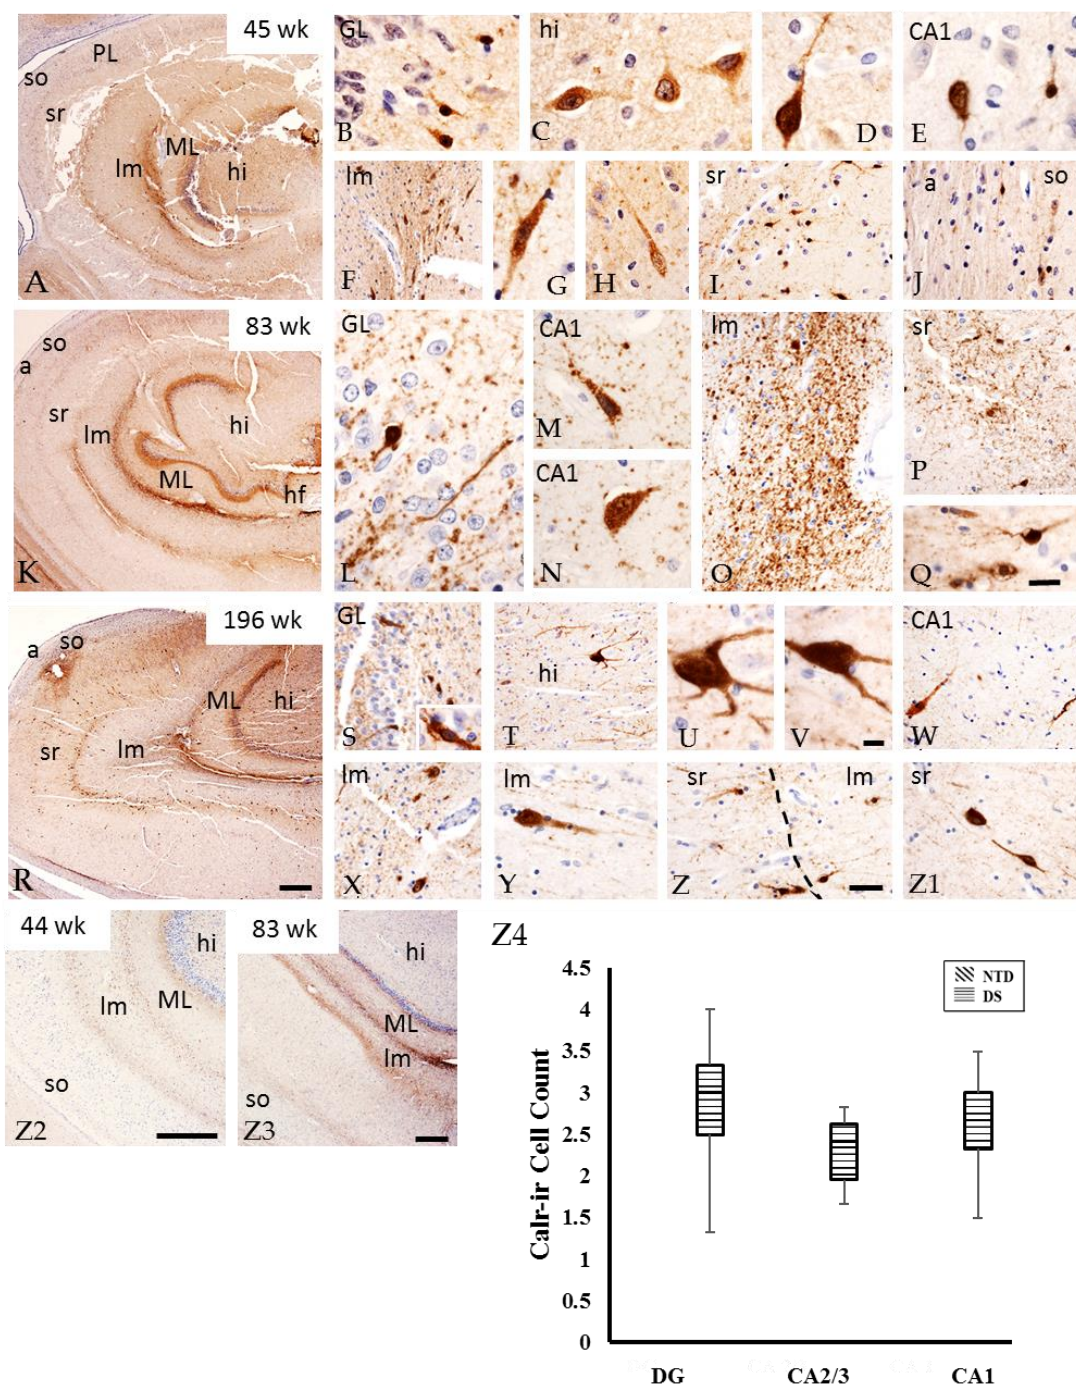 45 wk
PL
so
sr
ML
lm
hi
A
GL
B
hi
C
D
CA1
E
lm
F
G
H
sr
I
a
so
J
83 wk
so
a
sr
lm
hi
ML
hf
K
GL
L
CA1
M
CA1
N
lm
O
sr
P
Q
196 wk
so
a
ML
hi
sr
lm
R
GL
S
hi
T
U
V
CA1
W
lm
X
lm
Y
sr
lm
Z
sr
Z1
44 wk
hi
lm
ML
so
Z2
83 wk
hi
ML
lm
so
Z3
Z4
Calr-ir Cell Count
4.5
4
3.5
3
2.5
2
1.5
1
0.5
0
NTD
DS
DG
CA2/3
CA1